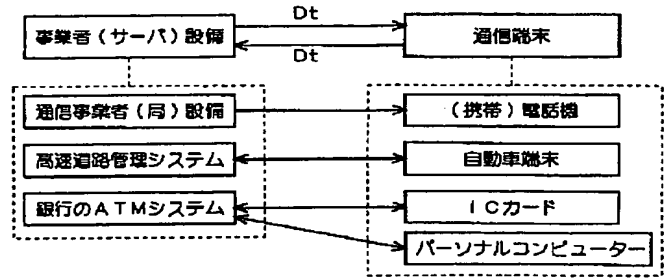 Dt
事業者（サーバ）設備
通信端末
Dt
通信事業者（局）設備
（携帯）電話機
高速道路管理システム
自動車端末
銀行のＡＴＭシステム
ＩＣカード
パーソナルコンピューター